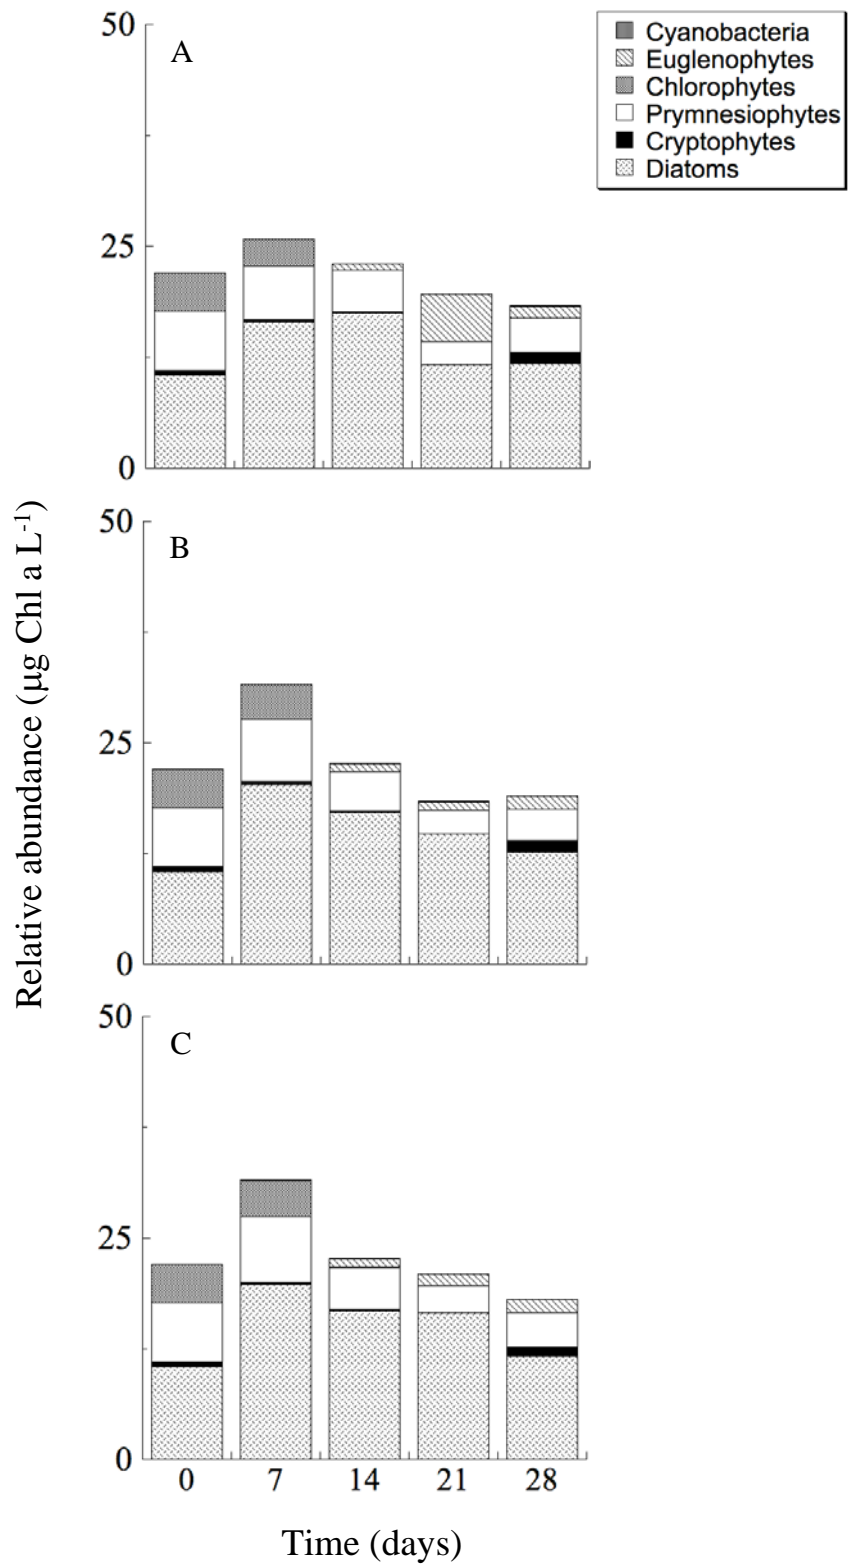 50
A
Cyanobacteria
Euglenophytes
Chlorophytes
Prymnesiophytes
Cryptophytes
Diatoms
25
0
Relative abundance (µg Chl a L⁻¹)
50
B
25
0
50
C
25
0
0 7 14 21 28
Time (days)